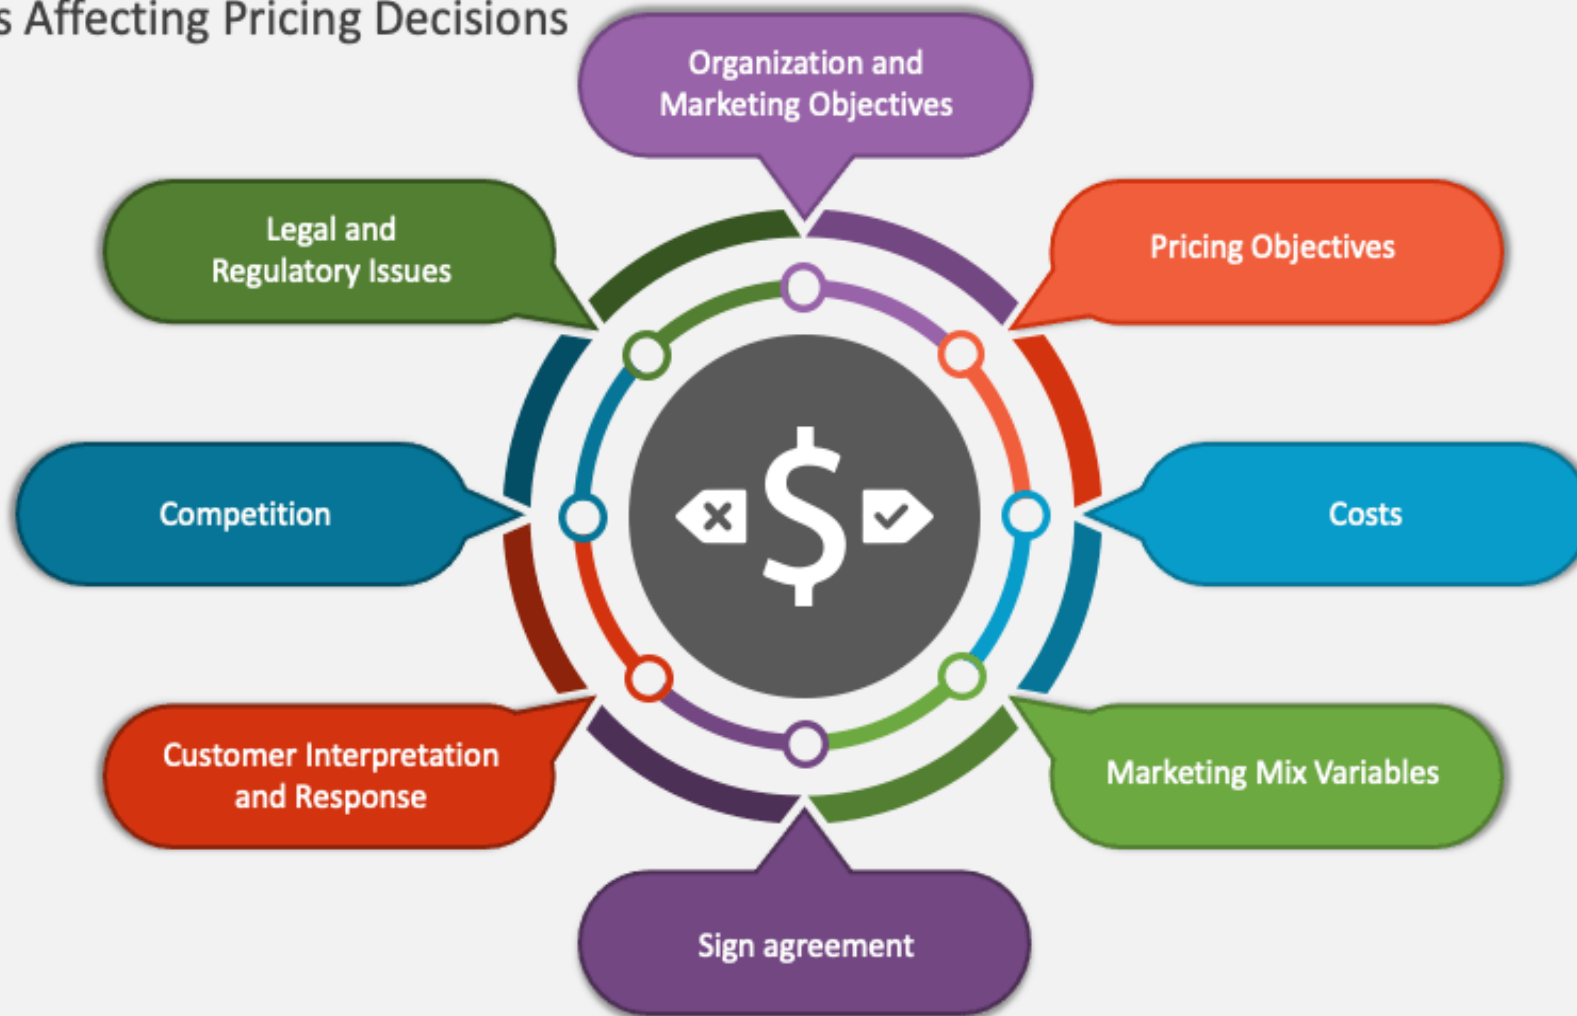 s Affecting Pricing Decisions
Organization and
Marketing Objectives
Legal and
Regulatory Issues
Pricing Objectives
Competition
$
Costs
Customer Interpretation
and Response
Marketing Mix Variables
Sign agreement